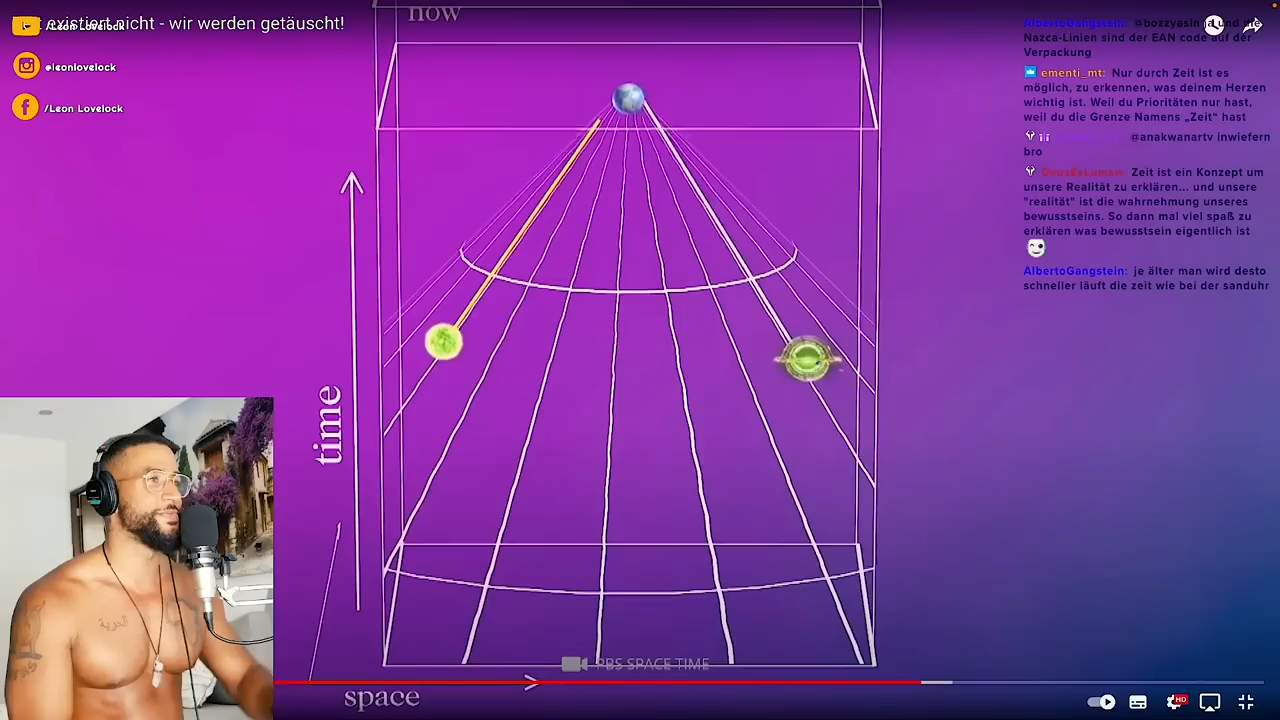 existiert nicht - wir werden getäuscht!
/Leon Lovelock
@leonlovelock
/Leon Lovelock
now
time
space
PBS SPACE TIME
AlbertoGangstein: @bozzyasin ja und die
Nazca-Linien sind der EAN code auf der
Verpackung
ementi_mt: Nur durch Zeit ist es
möglich, zu erkennen, was deinem Herzen
wichtig ist. Weil du Prioritäten nur hast,
weil du die Grenze Namens „Zeit“ hast
@anakwanartv inwiefern
bro
Zeit ist ein Konzept um
unsere Realität zu erklären... und unsere
"realität" ist die wahrnehmung unseres
bewusstseins. So dann mal viel spaß zu
erklären was bewusstsein eigentlich ist
AlbertoGangstein: je älter man wird desto
schneller läuft die zeit wie bei der sanduhr
الحرية
HD